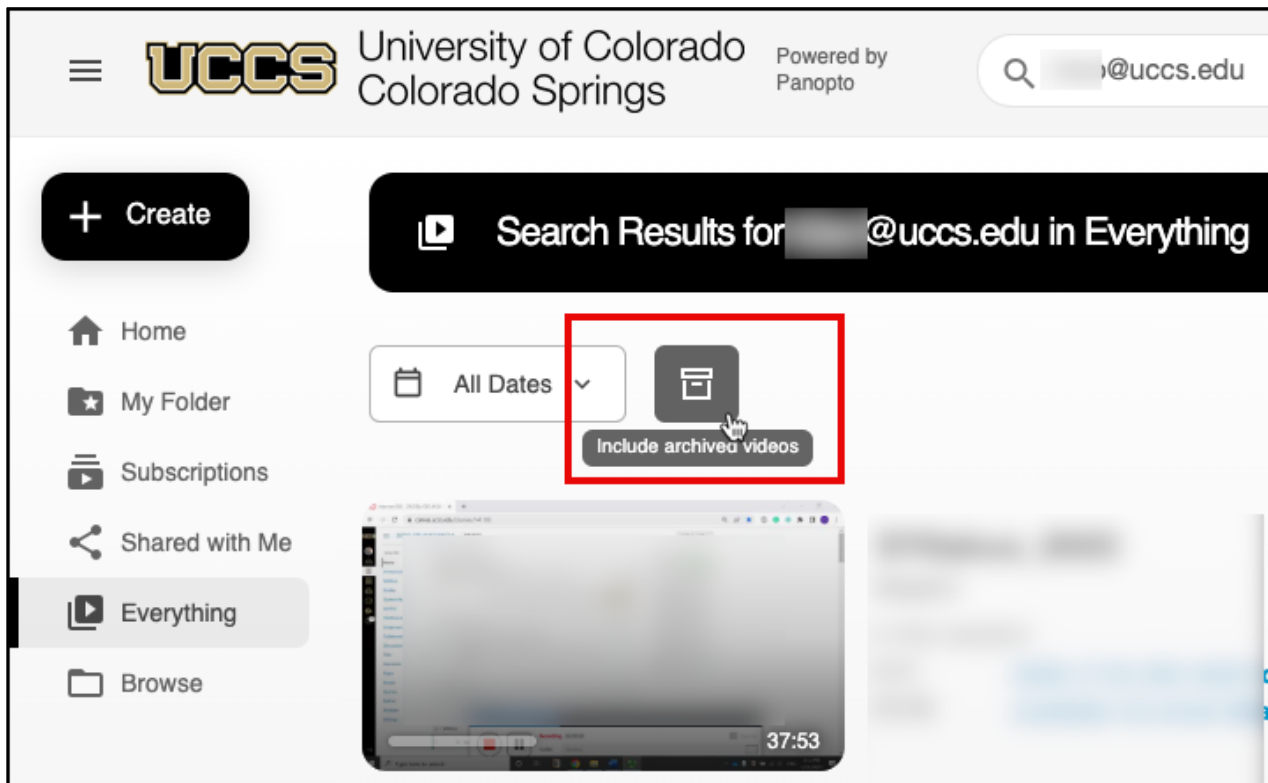 UCCS
University of Colorado
Colorado Springs
Powered by
Panopto
@uccs.edu
Create
Search Results for @uccs.edu in Everything
Home
My Folder
Subscriptions
Shared with Me
Everything
Browse
All Dates
Include archived videos
37:53